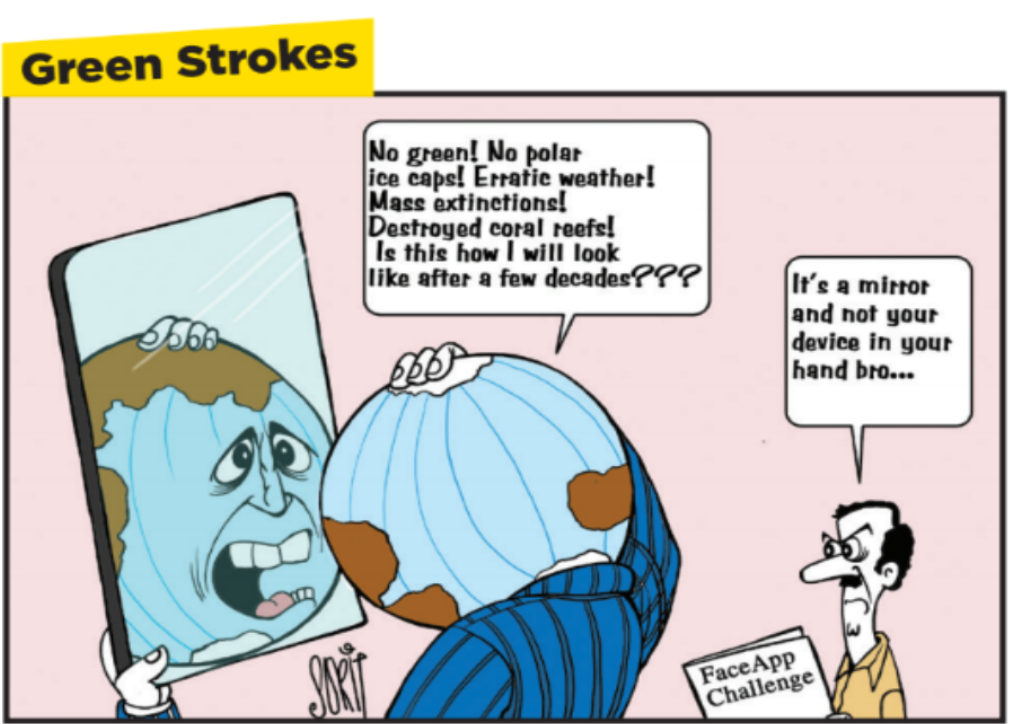 Green Strokes
No green! No polar
ice caps! Erratic weather!
Mass extinctions!
Destroyed coral reefs!
Is this how I will look
like after a few decades???
It's a mirror
and not your
device in your
hand bro...
FaceApp
Challenge
SORIT